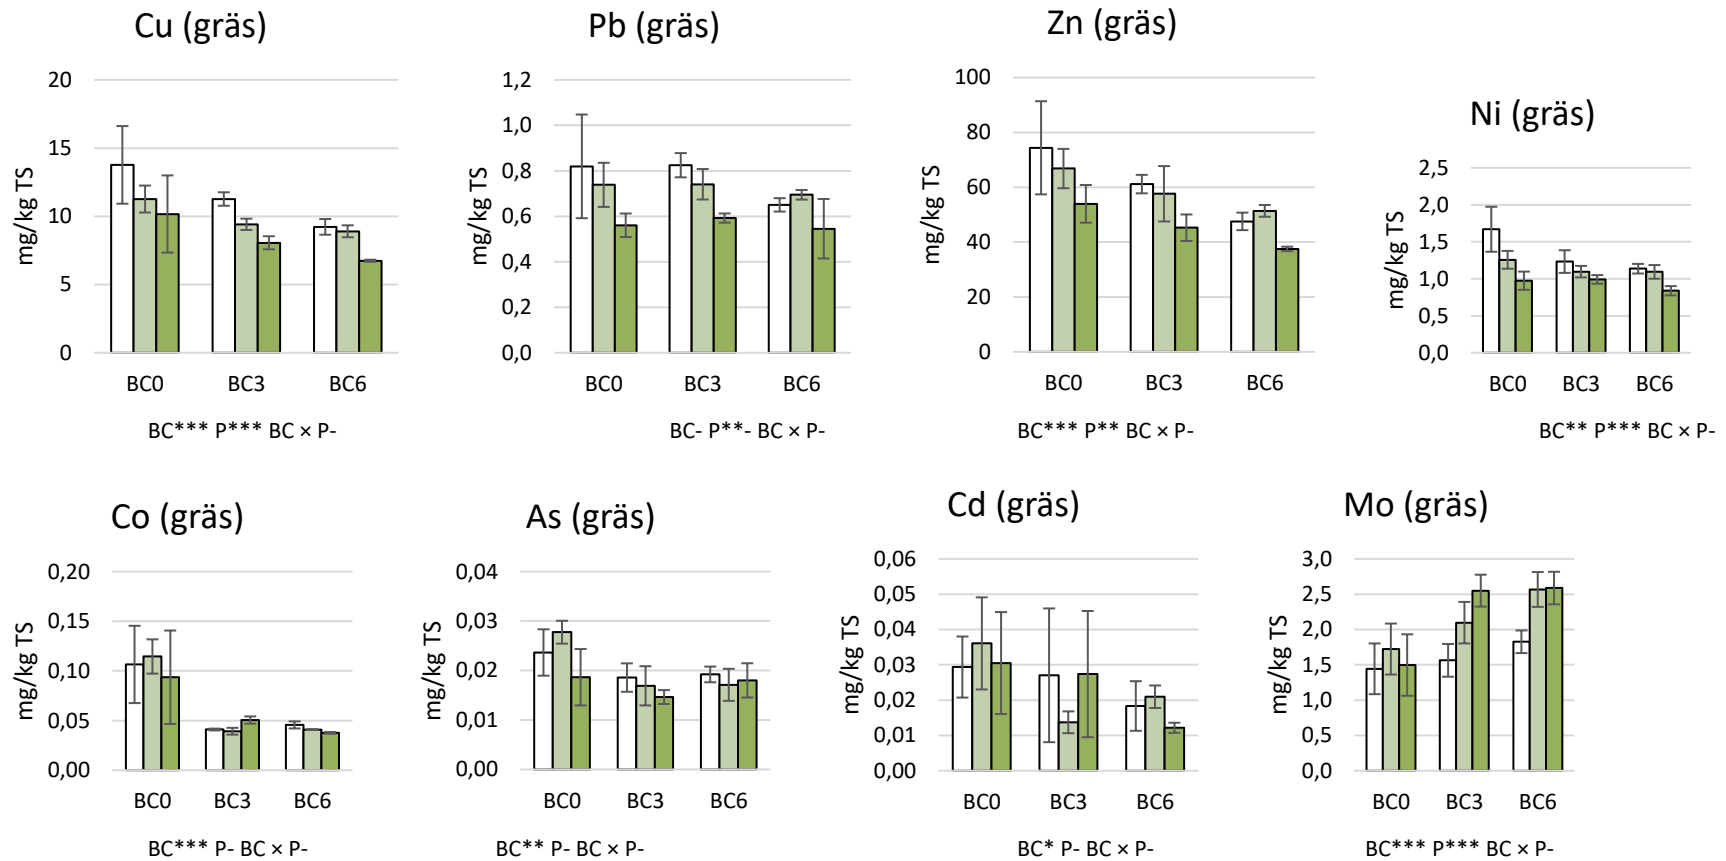 Cu (gräs)
mg/kg TS
20
15
10
5
0
BC0 BC3 BC6
BC*** P*** BC × P-
Pb (gräs)
mg/kg TS
1,2
1,0
0,8
0,6
0,4
0,2
0,0
BC0 BC3 BC6
BC- P**- BC × P-
Zn (gräs)
mg/kg TS
100
80
60
40
20
0
BC0 BC3 BC6
BC*** P** BC × P-
Ni (gräs)
mg/kg TS
2,5
2,0
1,5
1,0
0,5
0,0
BC0 BC3 BC6
BC** P*** BC × P-
Co (gräs)
mg/kg TS
0,20
0,15
0,10
0,05
0,00
BC0 BC3 BC6
BC*** P- BC × P-
As (gräs)
mg/kg TS
0,04
0,03
0,02
0,01
0,00
BC0 BC3 BC6
BC** P- BC × P-
Cd (gräs)
mg/kg TS
0,06
0,05
0,04
0,03
0,02
0,01
0,00
BC0 BC3 BC6
BC* P- BC × P-
Mo (gräs)
mg/kg TS
3,0
2,5
2,0
1,5
1,0
0,5
0,0
BC0 BC3 BC6
BC*** P*** BC × P-